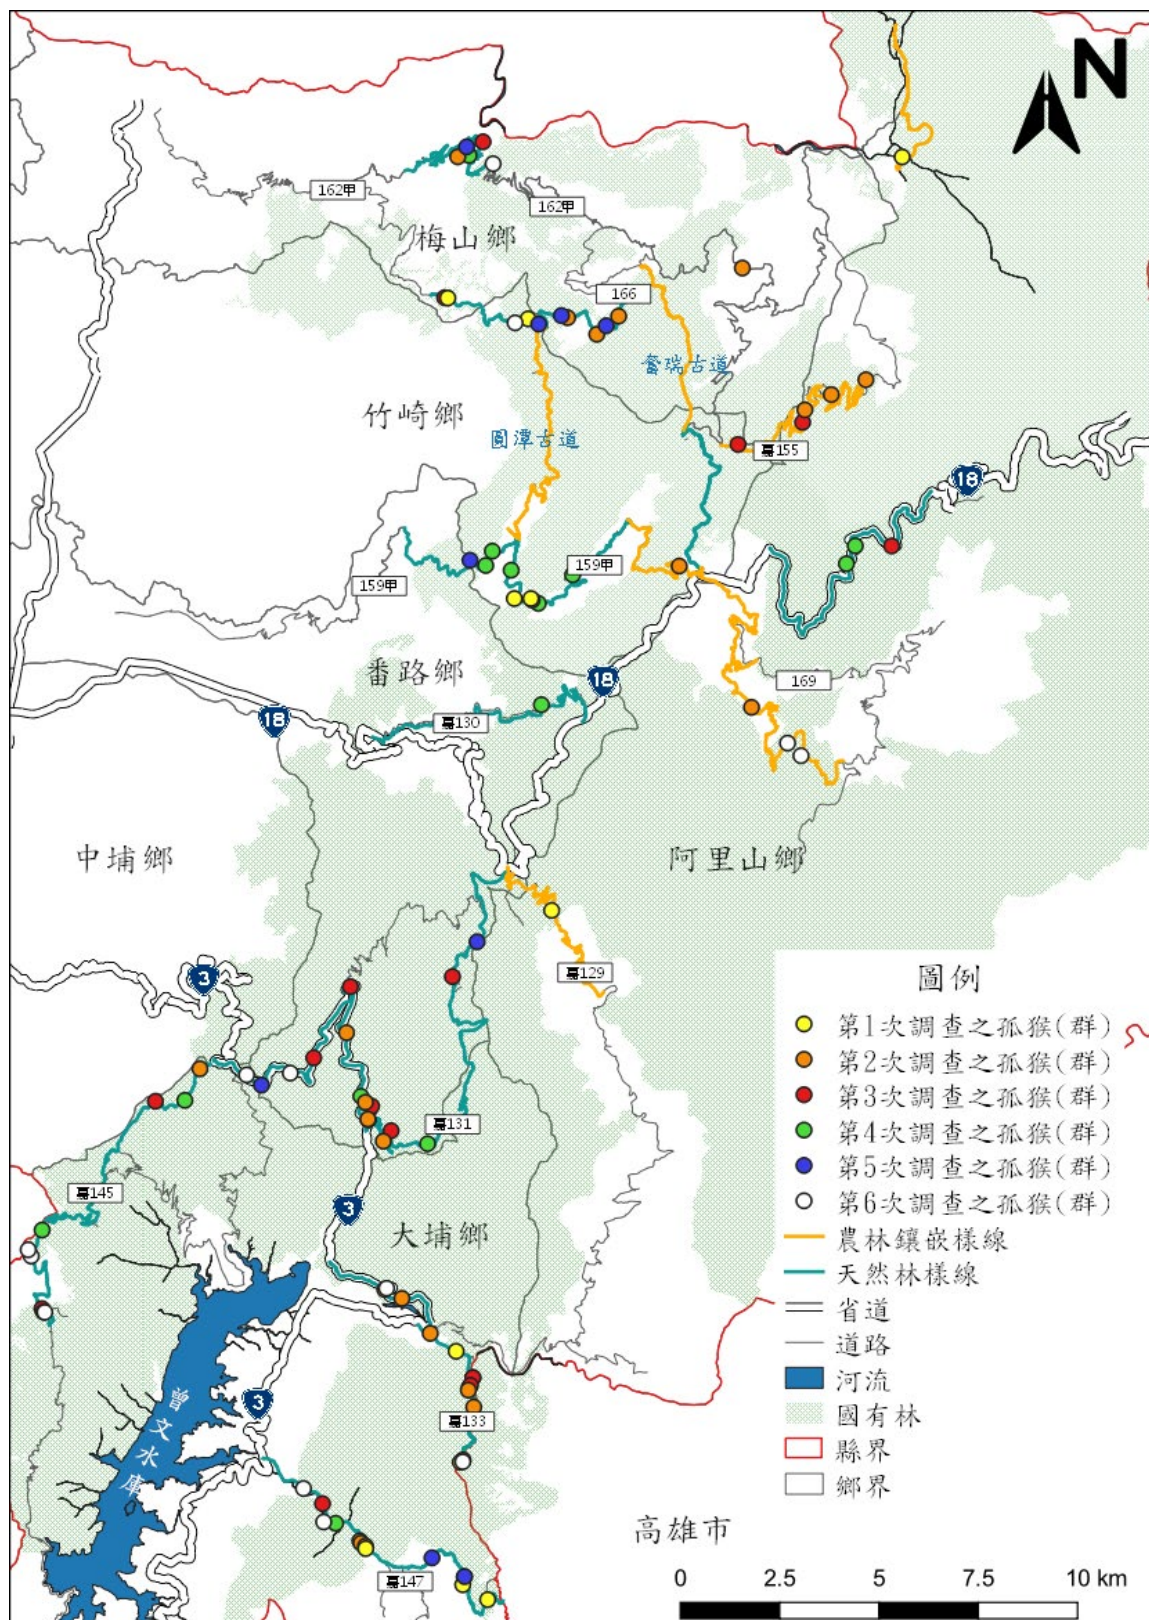 N
162甲
162甲
梅山鄉
166
奮瑞古道
竹崎鄉
圓潭古道
嘉155
18
159甲
159甲
番路鄉
18
169
18
嘉130
中埔鄉
阿里山鄉
3
嘉129
圖例
第1次調查之孤猴(群)
第2次調查之孤猴(群)
第3次調查之孤猴(群)
第4次調查之孤猴(群)
第5次調查之孤猴(群)
第6次調查之孤猴(群)
農林鑲嵌樣線
天然林樣線
省道
道路
河流
國有林
縣界
鄉界
嘉131
嘉145
3
大埔鄉
3
曾文水庫
嘉133
高雄市
嘉147
0 2.5 5 7.5 10 km